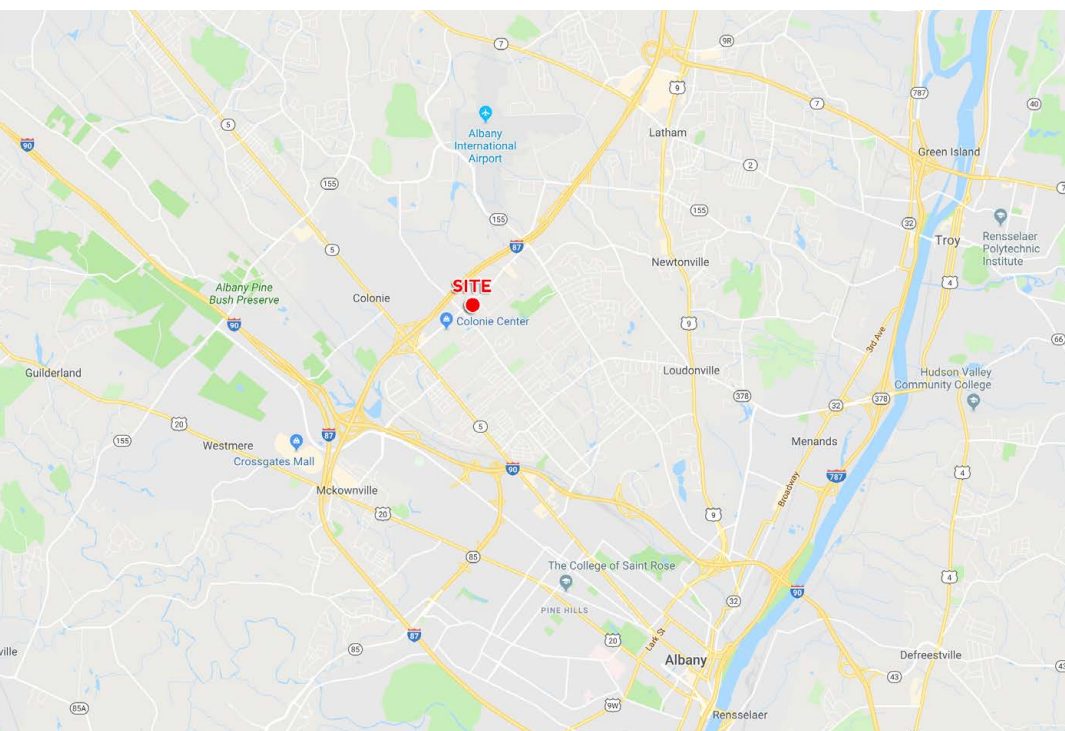 7
9R
90
5
9
787
40
7
Latham
Albany
International
Airport
Green Island
2
7
155
155
155
32
Rensselaer
Polytechnic
Institute
Troy
87
5
Newtonville
4
Albany Pine
Bush Preserve
SITE
Colonie
Colonie Center
90
9
3rd Ave
66
Guilderland
Loudonville
Hudson Valley
Community College
378
378
32
20
5
155
87
Westmere
Menands
Crossgates Mall
90
4
787
Mckownville
Broadway
20
9
85
The College of Saint Rose
4
90
PINE HILLS
32
87
20
Lark St
85
ville
Albany
Defreestville
43
43
85A
9W
Rensselaer